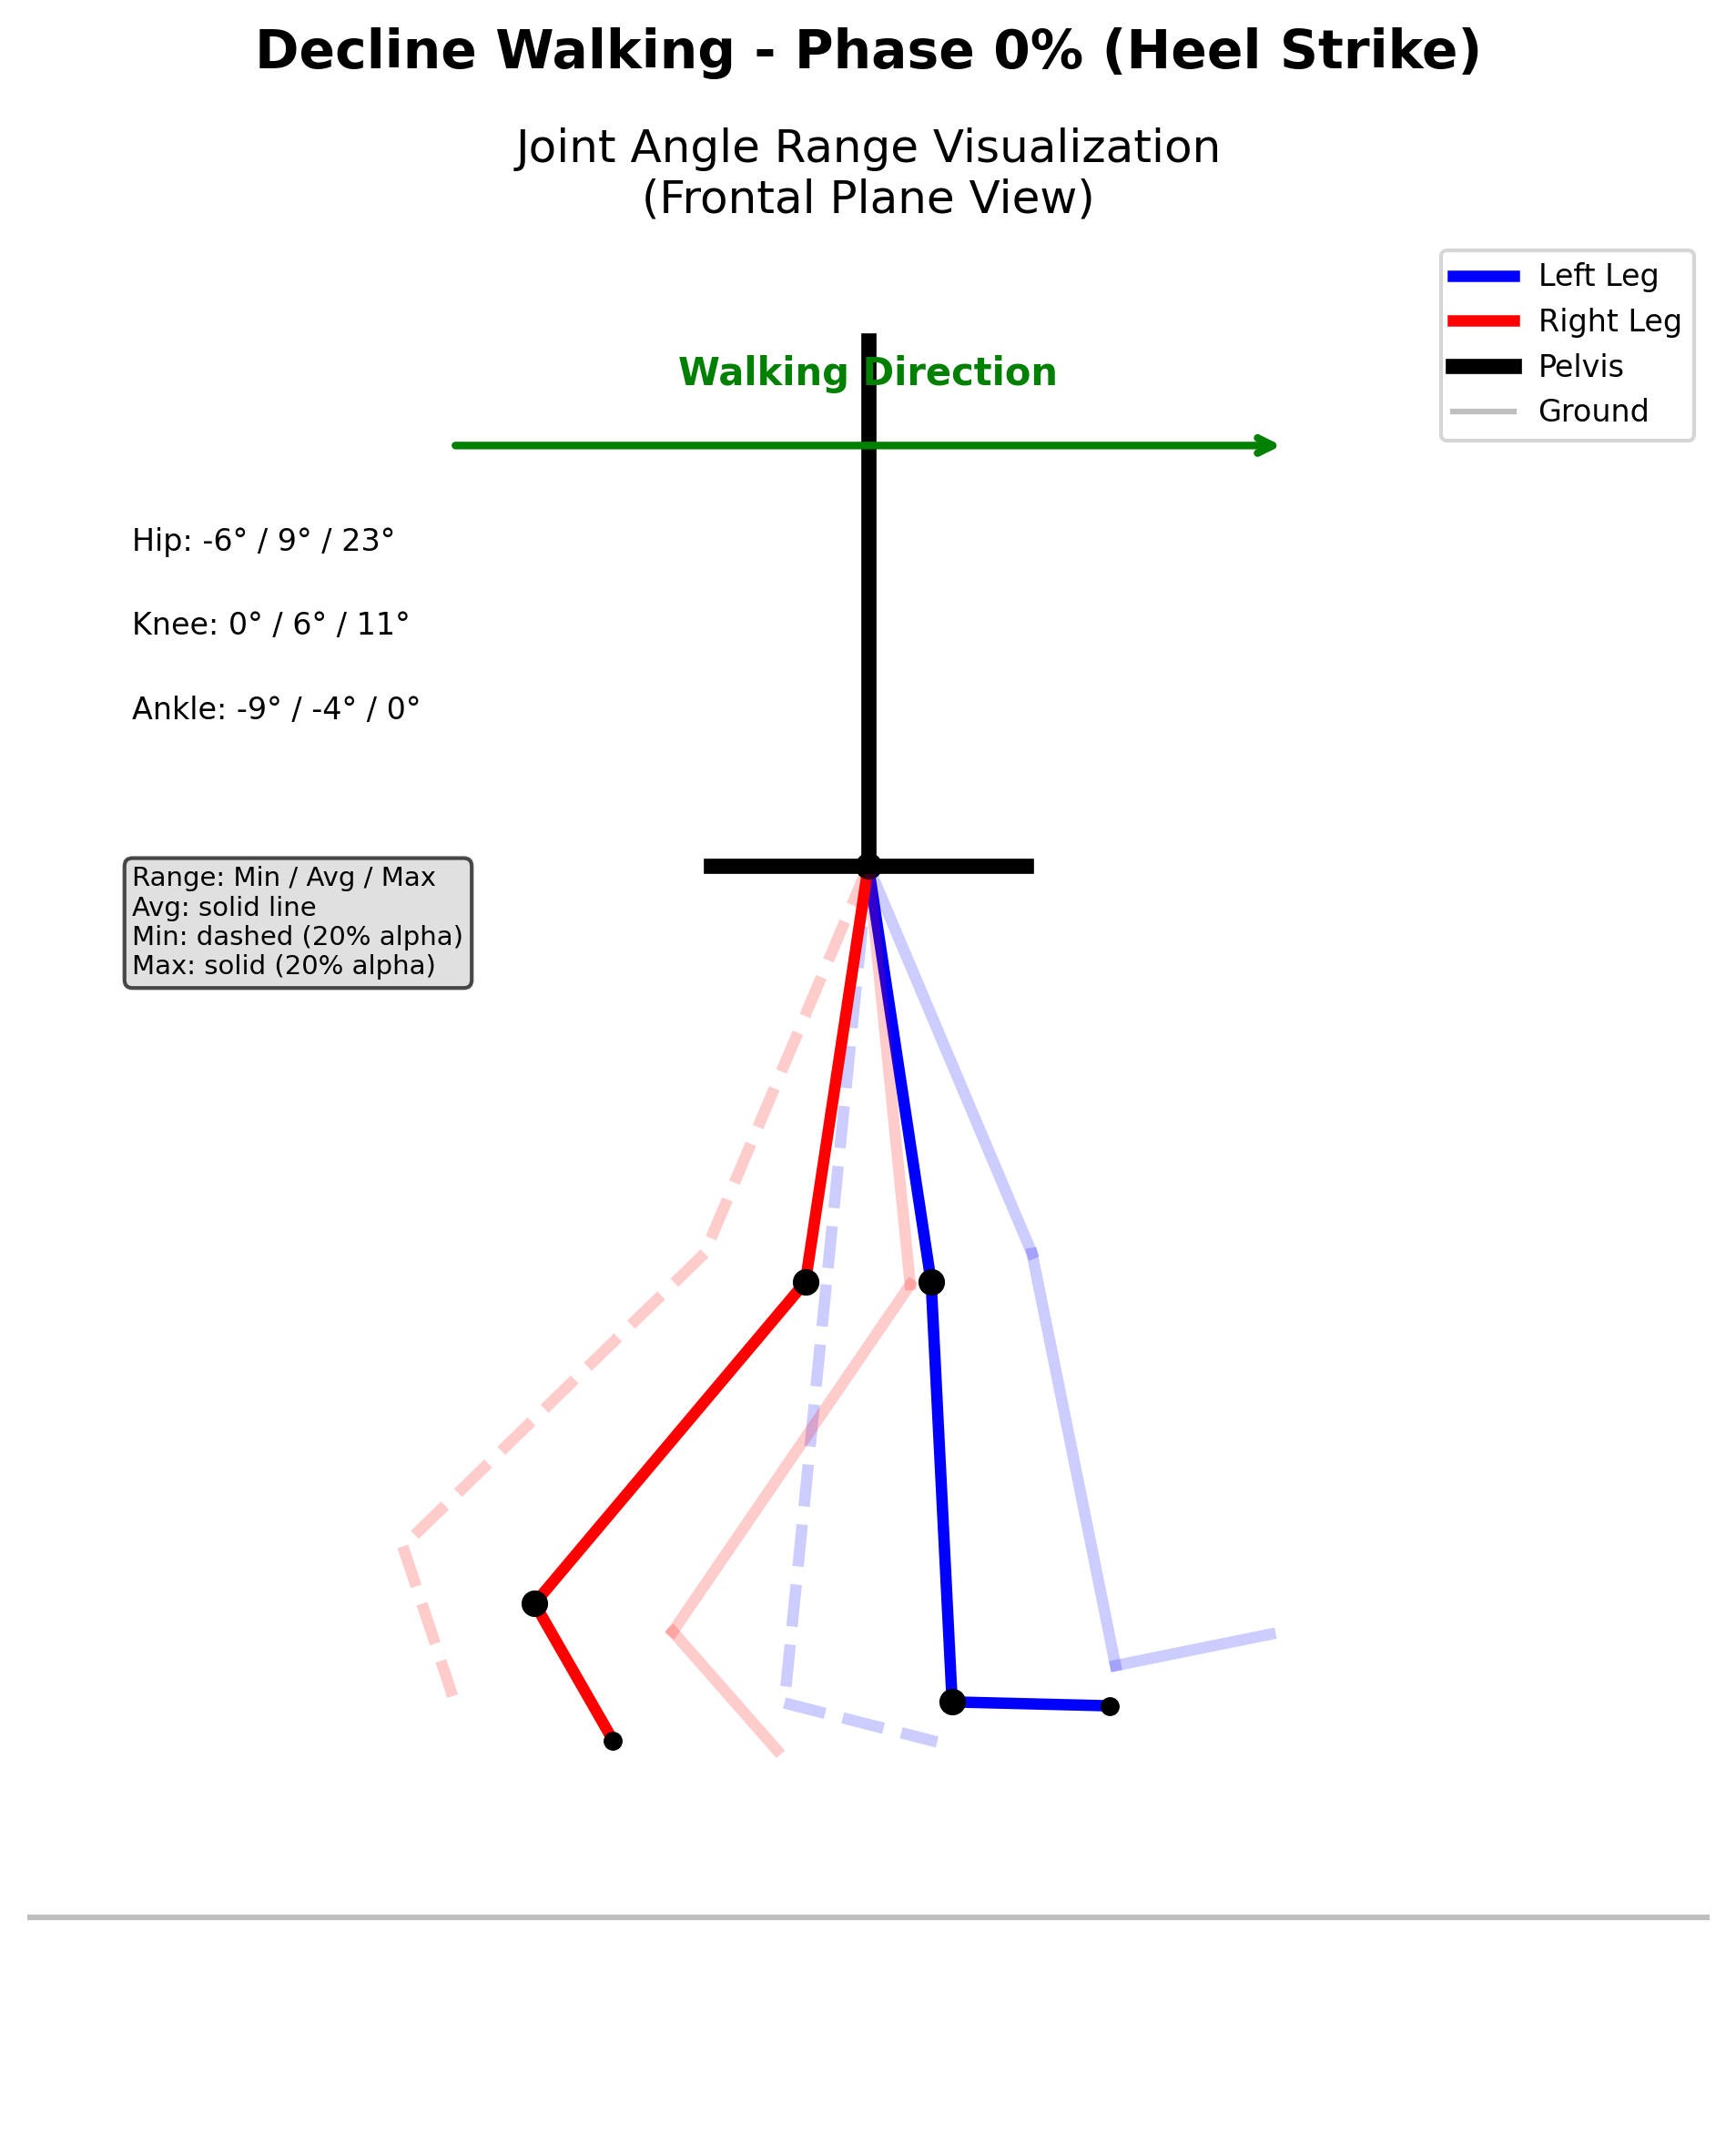 Decline Walking - Phase 0% (Heel Strike)
Joint Angle Range Visualization
(Frontal Plane View)
Left Leg
Right Leg
Pelvis
Ground
Walking Direction
Hip: -6° / 9° / 23°
Knee: 0° / 6° / 11°
Ankle: -9° / -4° / 0°
Range: Min / Avg / Max
Avg: solid line
Min: dashed (20% alpha)
Max: solid (20% alpha)